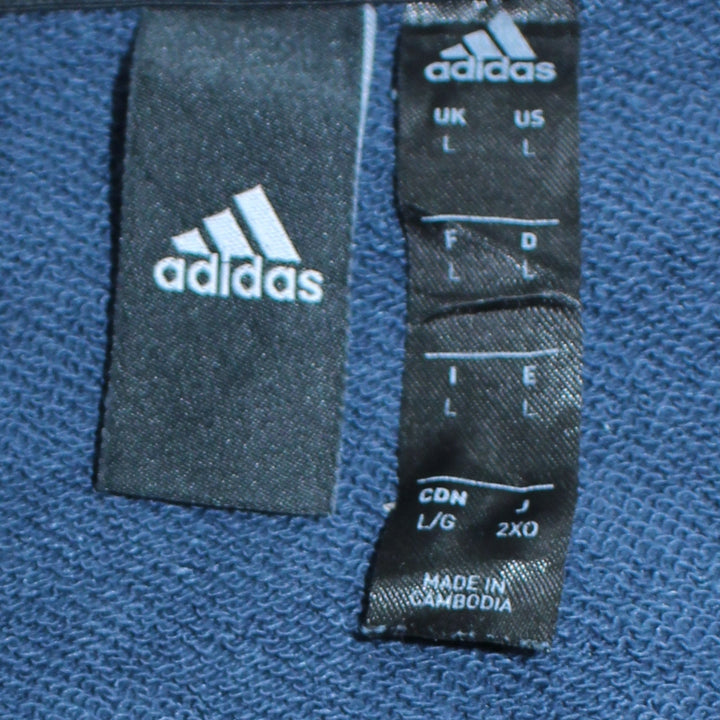 adidas
adidas
UK US
L L
F D
L L
I E
L L
CDN J
L/G 2XO
MADE IN
CAMBODIA